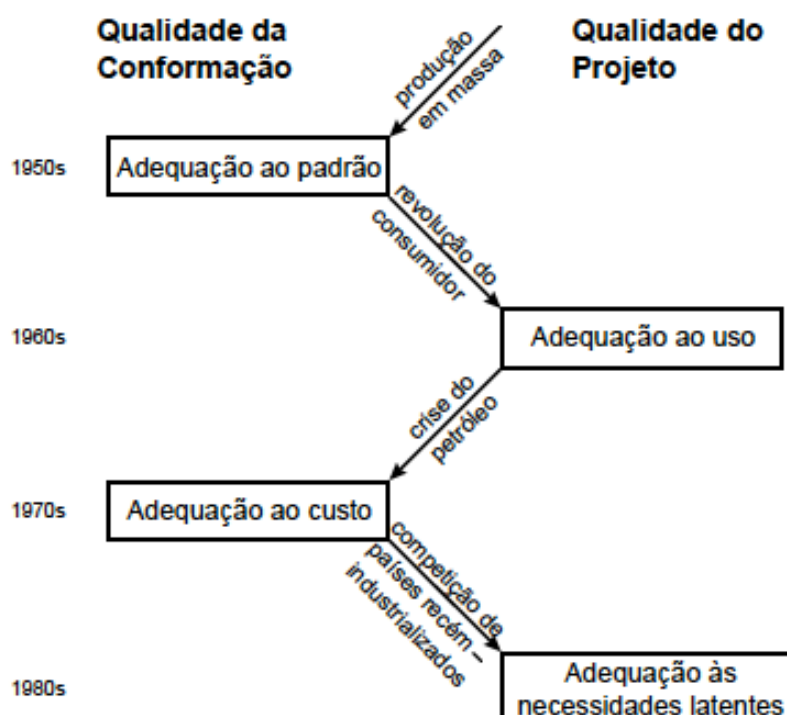 Qualidade da
Conformação
Qualidade do
Projeto
produção
em massa
1950s
Adequação ao padrão
revolução do
consumidor
1960s
Adequação ao uso
crise do
petróleo
1970s
Adequação ao custo
competição de
países recém –
industrializados
1980s
Adequação às
necessidades latentes